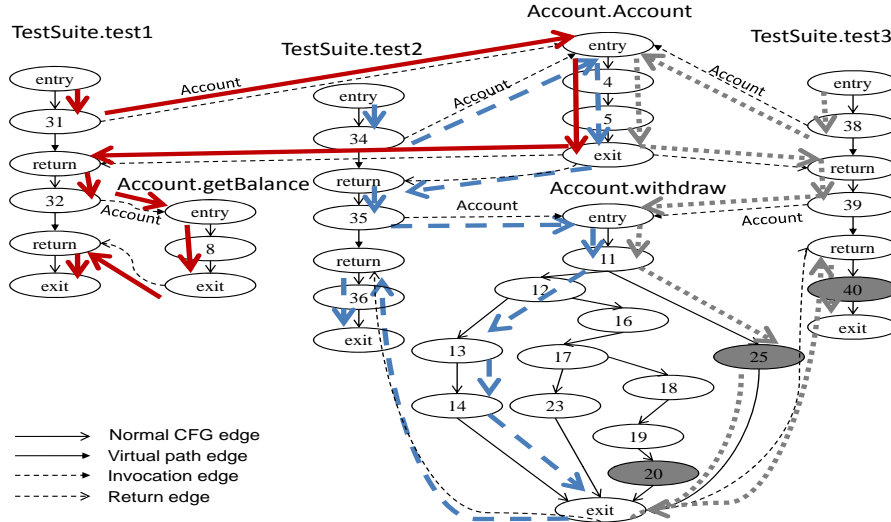 TestSuite.test1
TestSuite.test2
Account.Account
TestSuite.test3
entry
31
return
32
return
exit
Account
Account.getBalance
Account
entry
8
exit
entry
34
return
35
return
36
exit
Account
Account
entry
4
5
exit
Account.withdraw
entry
11
12
16
13
17
25
14
23
18
19
20
exit
Account
entry
38
return
39
Account
return
40
exit
Normal CFG edge
Virtual path edge
Invocation edge
Return edge